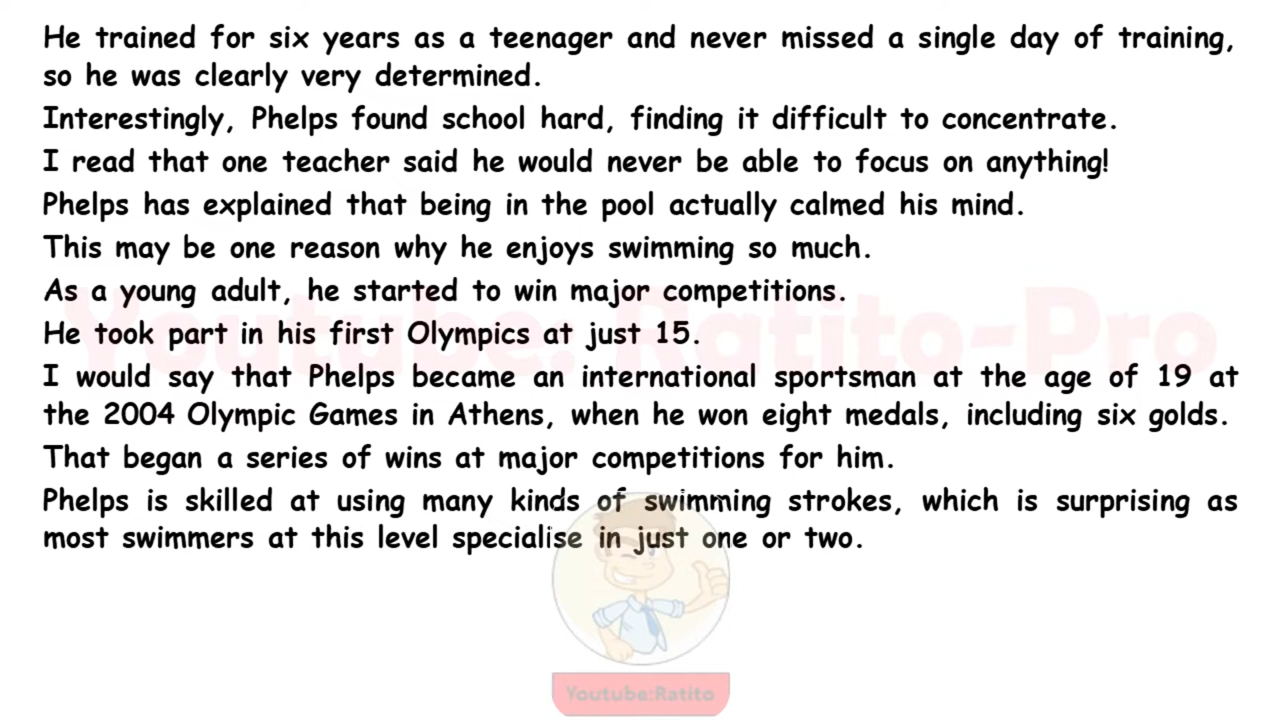 He trained for six years as a teenager and never missed a single day of training,
so he was clearly very determined.
Interestingly, Phelps found school hard, finding it difficult to concentrate.
I read that one teacher said he would never be able to focus on anything!
Phelps has explained that being in the pool actually calmed his mind.
This may be one reason why he enjoys swimming so much.
As a young adult, he started to win major competitions.
He took part in his first Olympics at just 15.
I would say that Phelps became an international sportsman at the age of 19 at
the 2004 Olympic Games in Athens, when he won eight medals, including six golds.
That began a series of wins at major competitions for him.
Phelps is skilled at using many kinds of swimming strokes, which is surprising as
most swimmers at this level specialise in just one or two.
Youtube: Ratito-Pro
Youtube:Ratito